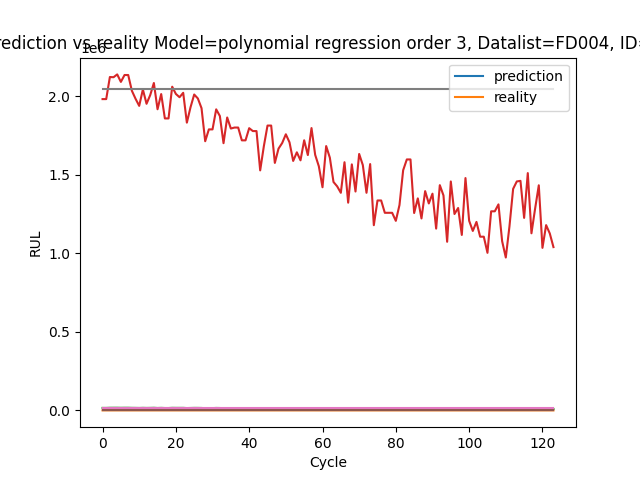 rediction vs reality Model=polynomial regression order 3, Datalist=FD004, ID=
1e6
prediction
reality
2.0
1.5
1.0
0.5
0.0
RUL
0 20 40 60 80 100 120
Cycle